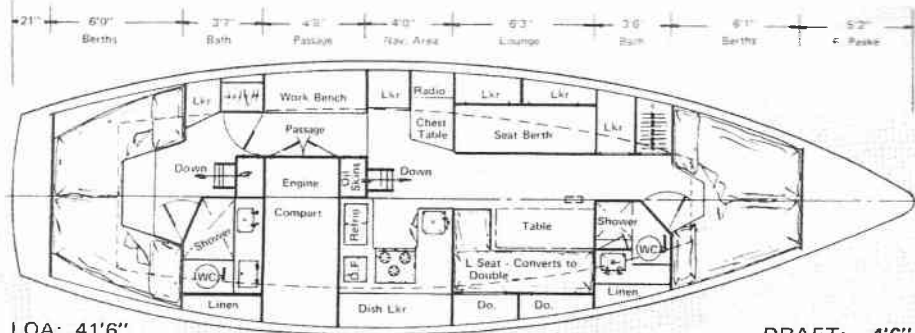 21" 6'0" 3'7" 4'8" 4'0" 6'3" 3'6" 6'1" 5'2"
Berths Bath Passage Nav. Area Lounge Bath Berths Peake
Lkr Work Bench Lkr Radio Lkr Lkr
Passage Chest Table Seat Berth Lkr
Down Engine Oil Skins Down
Compart Refrig Table Shower
Shower WC
L Seat - Converts to
Double
WC D.F.
Linen Dish Lkr Do. Do. Linen
LOA: 41'6" DRAFT: 4'6"